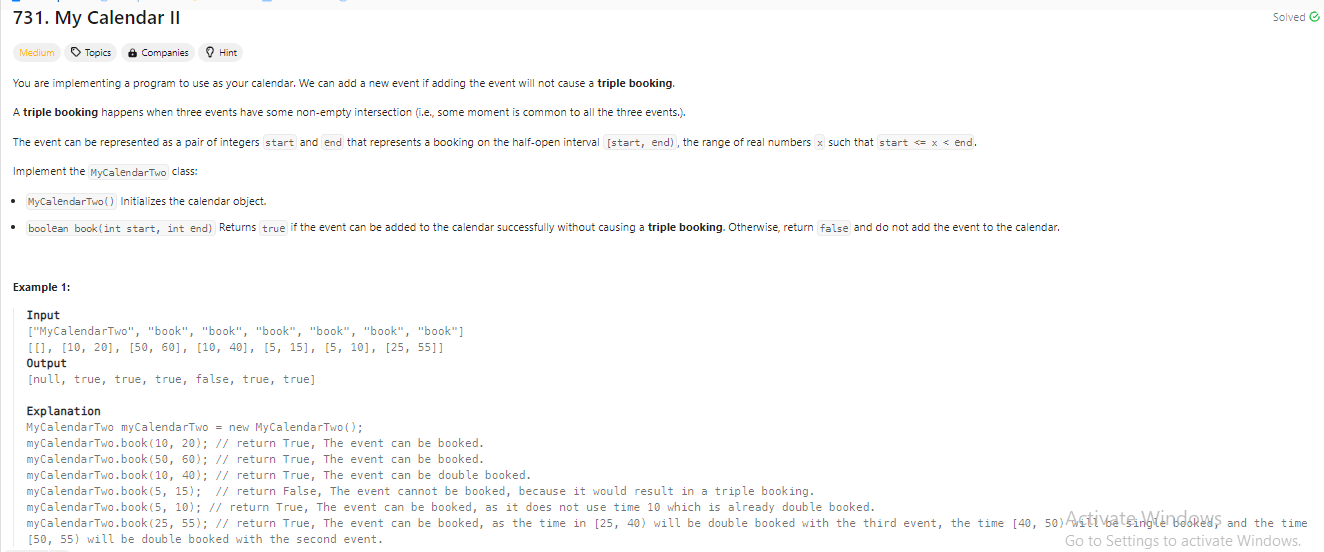 731. My Calendar II
Solved
Medium Topics Companies Hint
You are implementing a program to use as your calendar. We can add a new event if adding the event will not cause a triple booking.
A triple booking happens when three events have some non-empty intersection (i.e., some moment is common to all the three events.).
The event can be represented as a pair of integers start and end that represents a booking on the half-open interval [start, end), the range of real numbers x such that start <= x < end.
Implement the MyCalendarTwo class:
• MyCalendarTwo() Initializes the calendar object.
• boolean book(int start, int end) Returns true if the event can be added to the calendar successfully without causing a triple booking. Otherwise, return false and do not add the event to the calendar.
Example 1:
Input
["MyCalendarTwo", "book", "book", "book", "book", "book", "book"]
[[], [10, 20], [50, 60], [10, 40], [5, 15], [5, 10], [25, 55]]
Output
[null, true, true, true, false, true, true]
Explanation
MyCalendarTwo myCalendarTwo = new MyCalendarTwo();
myCalendarTwo.book(10, 20); // return True, The event can be booked.
myCalendarTwo.book(50, 60); // return True, The event can be booked.
myCalendarTwo.book(10, 40); // return True, The event can be double booked.
myCalendarTwo.book(5, 15); // return False, The event cannot be booked, because it would result in a triple booking.
myCalendarTwo.book(5, 10); // return True, The event can be booked, as it does not use time 10 which is already double booked.
myCalendarTwo.book(25, 55); // return True, The event can be booked, as the time in [25, 40) will be double booked with the third event, the time [40, 50) will be single booked, and the time
[50, 55) will be double booked with the second event.
Activate Windows
Go to Settings to activate Windows.